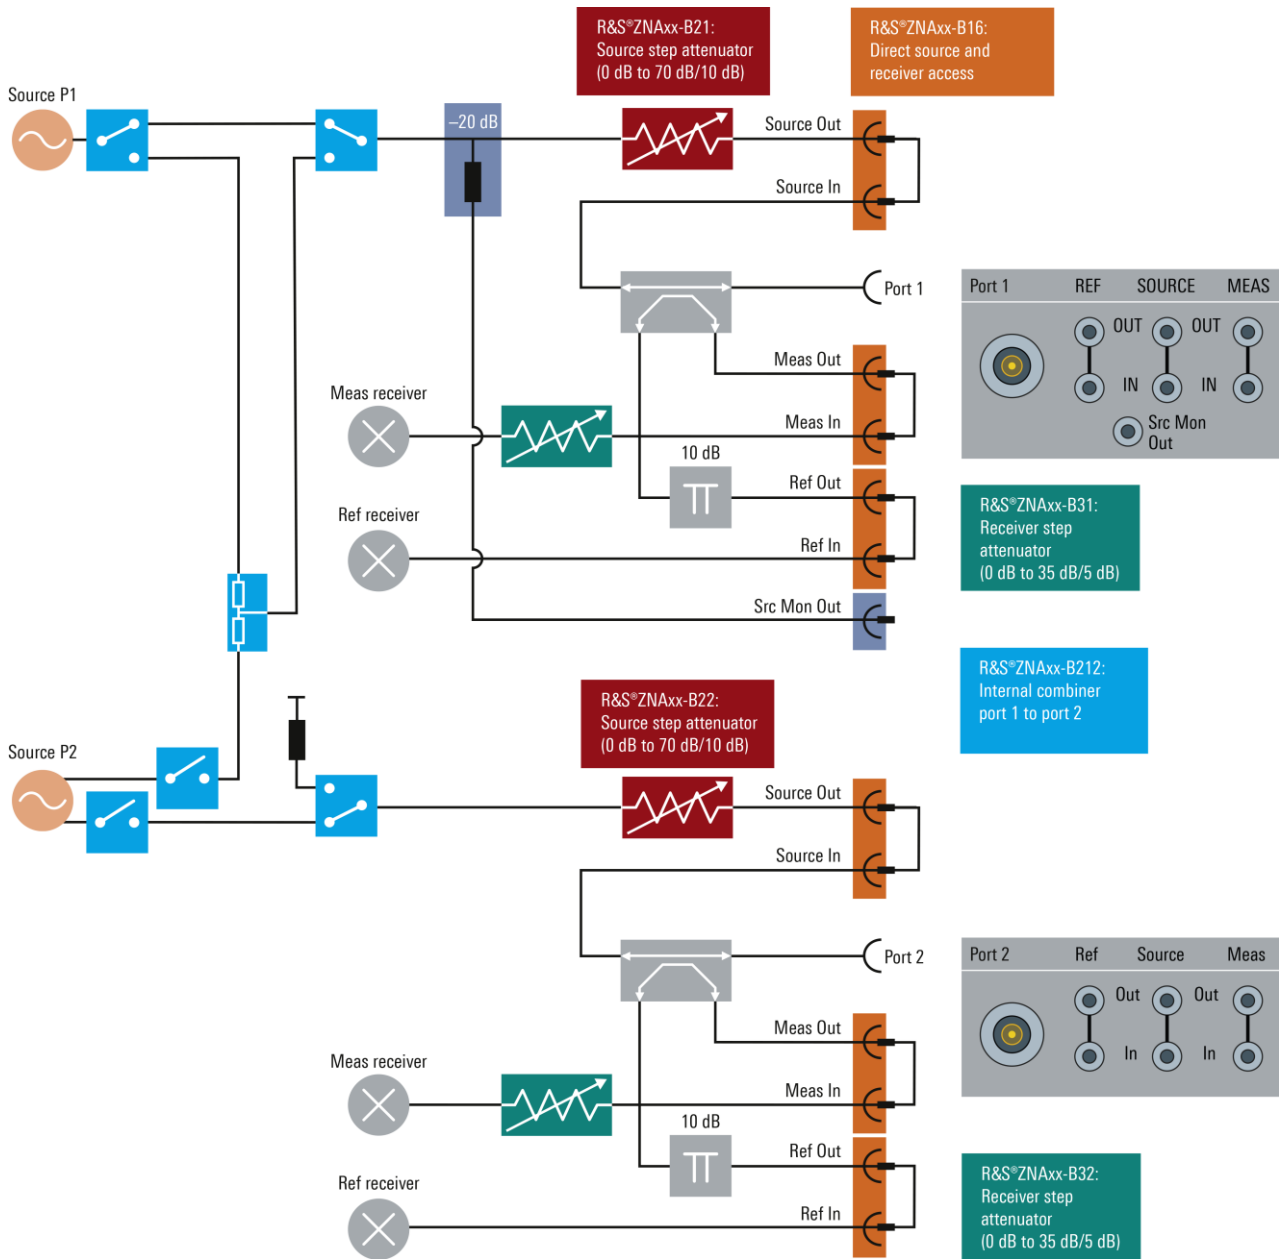 R&S®ZNAxx-B21:
Source step attenuator
(0 dB to 70 dB/10 dB)
R&S®ZNAxx-B16:
Direct source and
receiver access
Source P1
–20 dB
Source Out
Source In
Port 1
Port 1 REF SOURCE MEAS
OUT OUT
IN IN
Src Mon
Out
Meas Out
Meas receiver
Meas In
10 dB
Ref Out
Ref receiver
Ref In
R&S®ZNAxx-B31:
Receiver step
attenuator
(0 dB to 35 dB/5 dB)
Src Mon Out
R&S®ZNAxx-B212:
Internal combiner
port 1 to port 2
R&S®ZNAxx-B22:
Source step attenuator
(0 dB to 70 dB/10 dB)
Source P2
Source Out
Source In
Port 2
Port 2 Ref Source Meas
Out Out
In In
Meas Out
Meas receiver
Meas In
10 dB
Ref Out
Ref receiver
Ref In
R&S®ZNAxx-B32:
Receiver step
attenuator
(0 dB to 35 dB/5 dB)